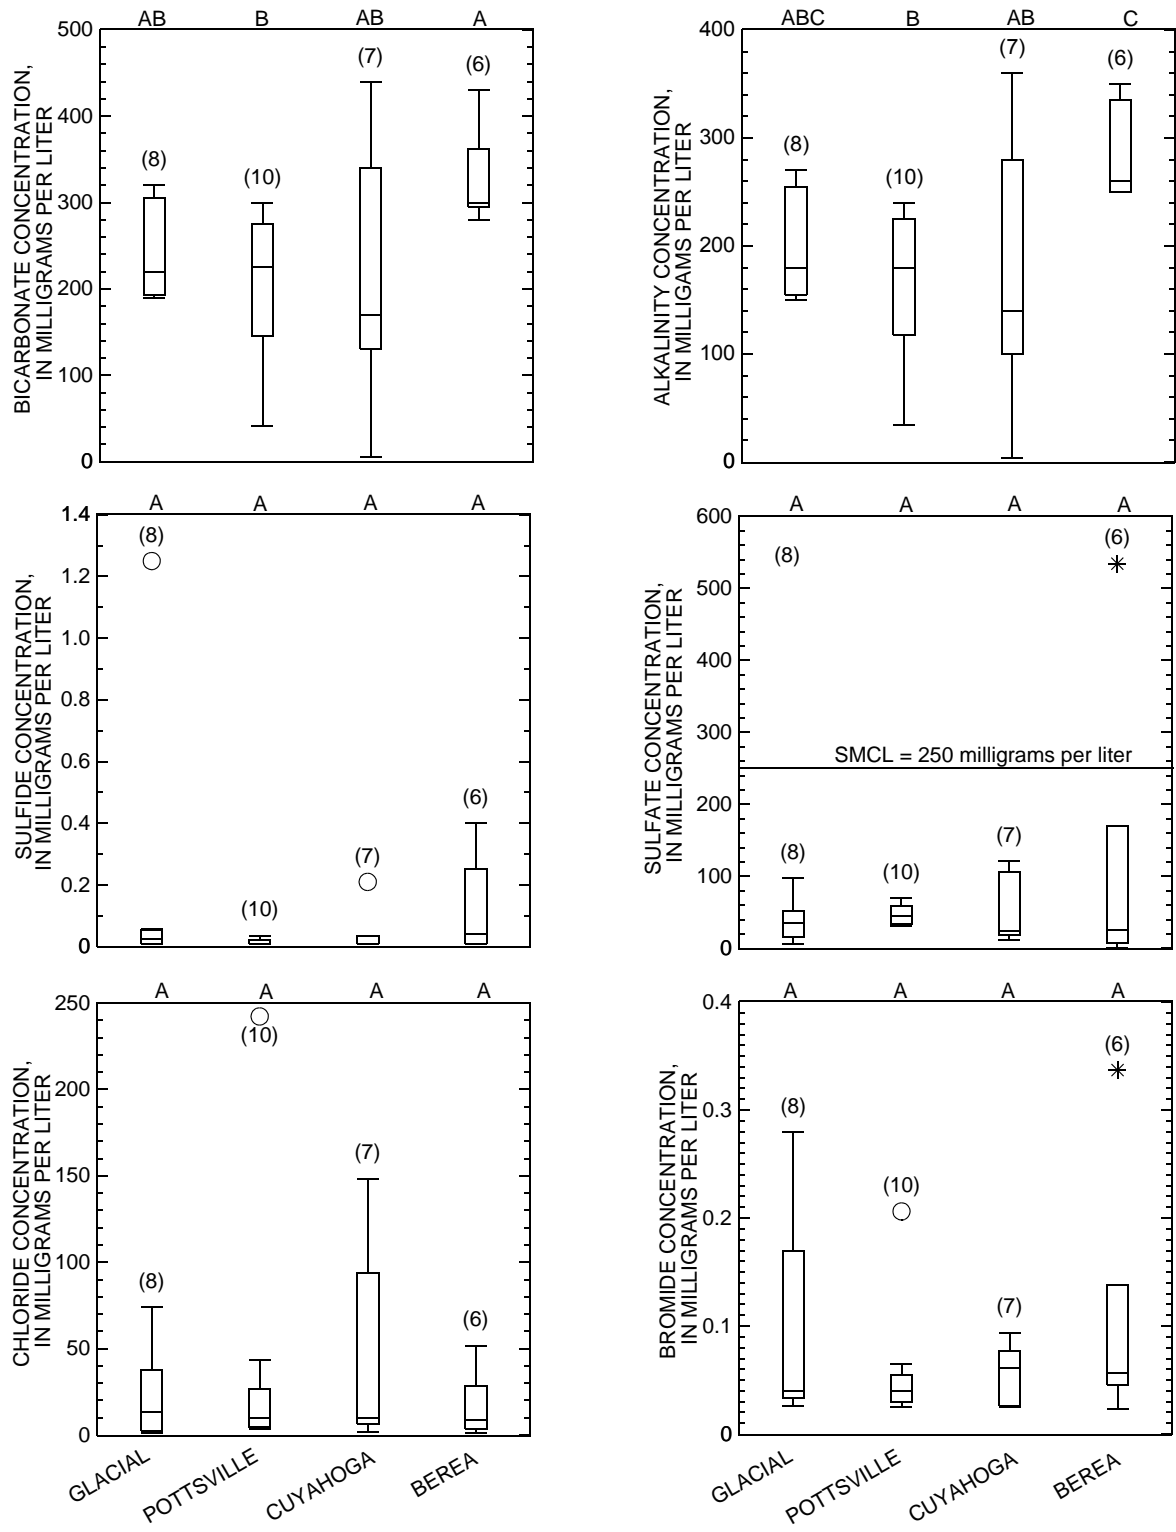 AB B AB A
BICARBONATE CONCENTRATION,
IN MILLIGRAMS PER LITER
500
400
300
200
100
0
(8) (10) (7) (6)
ABC B AB C
ALKALINITY CONCENTRATION,
IN MILLIGAMS PER LITER
400
300
200
100
0
(8) (10) (7) (6)
A A A A
SULFIDE CONCENTRATION,
IN MILLIGRAMS PER LITER
1.4
1.2
1.0
0.8
0.6
0.4
0.2
0
(8) (10) (7) (6)
A A A A
SULFATE CONCENTRATION,
IN MILLIGRAMS PER LITER
600
500
400
300
200
100
0
(8) (6)
SMCL = 250 milligrams per liter
(8) (10) (7)
A A A A
CHLORIDE CONCENTRATION,
IN MILLIGRAMS PER LITER
250
200
150
100
50
0
(8) (10) (7) (6)
GLACIAL POTTSVILLE CUYAHOGA BEREA
A A A A
BROMIDE CONCENTRATION,
IN MILLIGRAMS PER LITER
0.4
0.3
0.2
0.1
0
(8) (10) (7) (6)
GLACIAL POTTSVILLE CUYAHOGA BEREA